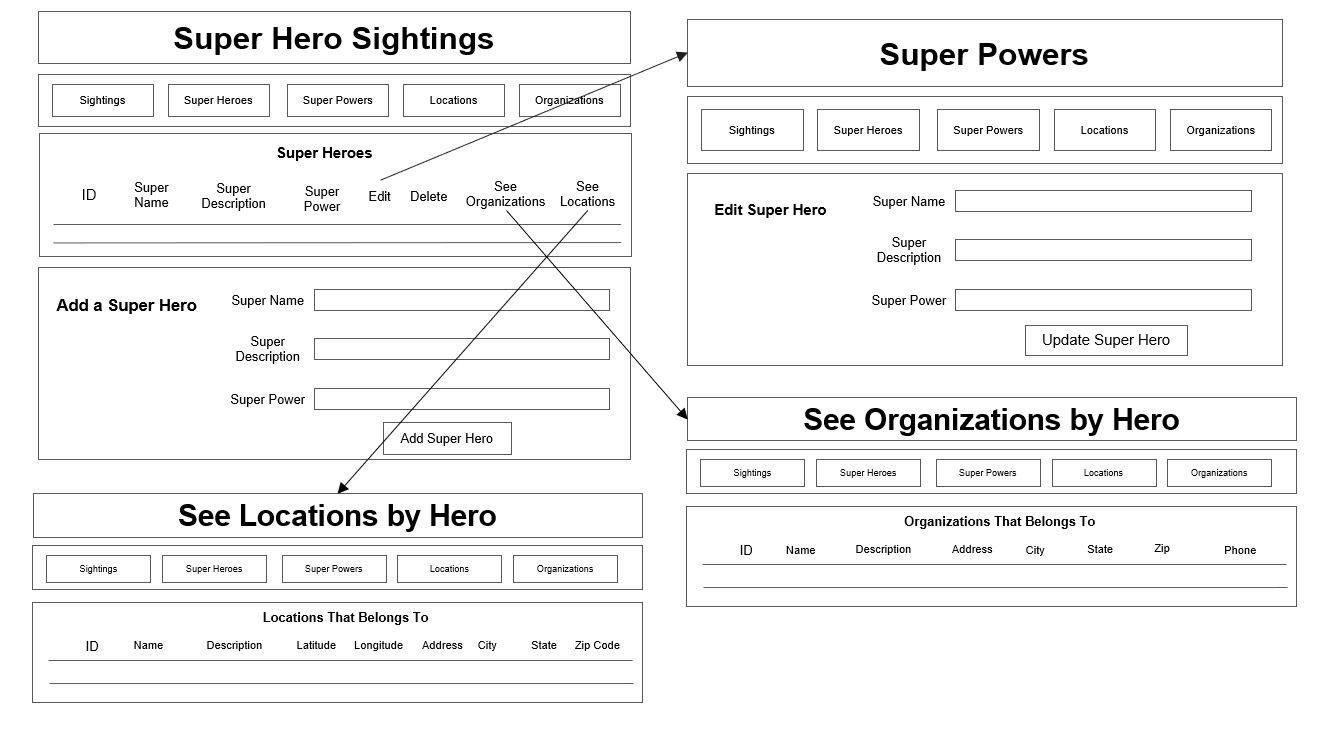 Super Hero Sightings
Sightings
Super Heroes
Super Powers
Locations
Organizations
Super Heroes
ID
Super
Name
Super
Description
Super
Power
Edit
Delete
See
Organizations
See
Locations
Add a Super Hero
Super Name
Super
Description
Super Power
Add Super Hero
Super Powers
Sightings
Super Heroes
Super Powers
Locations
Organizations
Edit Super Hero
Super Name
Super
Description
Super Power
Update Super Hero
See Organizations by Hero
Sightings
Super Heroes
Super Powers
Locations
Organizations
Organizations That Belongs To
ID
Name
Description
Address
City
State
Zip
Phone
See Locations by Hero
Sightings
Super Heroes
Super Powers
Locations
Organizations
Locations That Belongs To
ID
Name
Description
Latitude
Longitude
Address
City
State
Zip Code